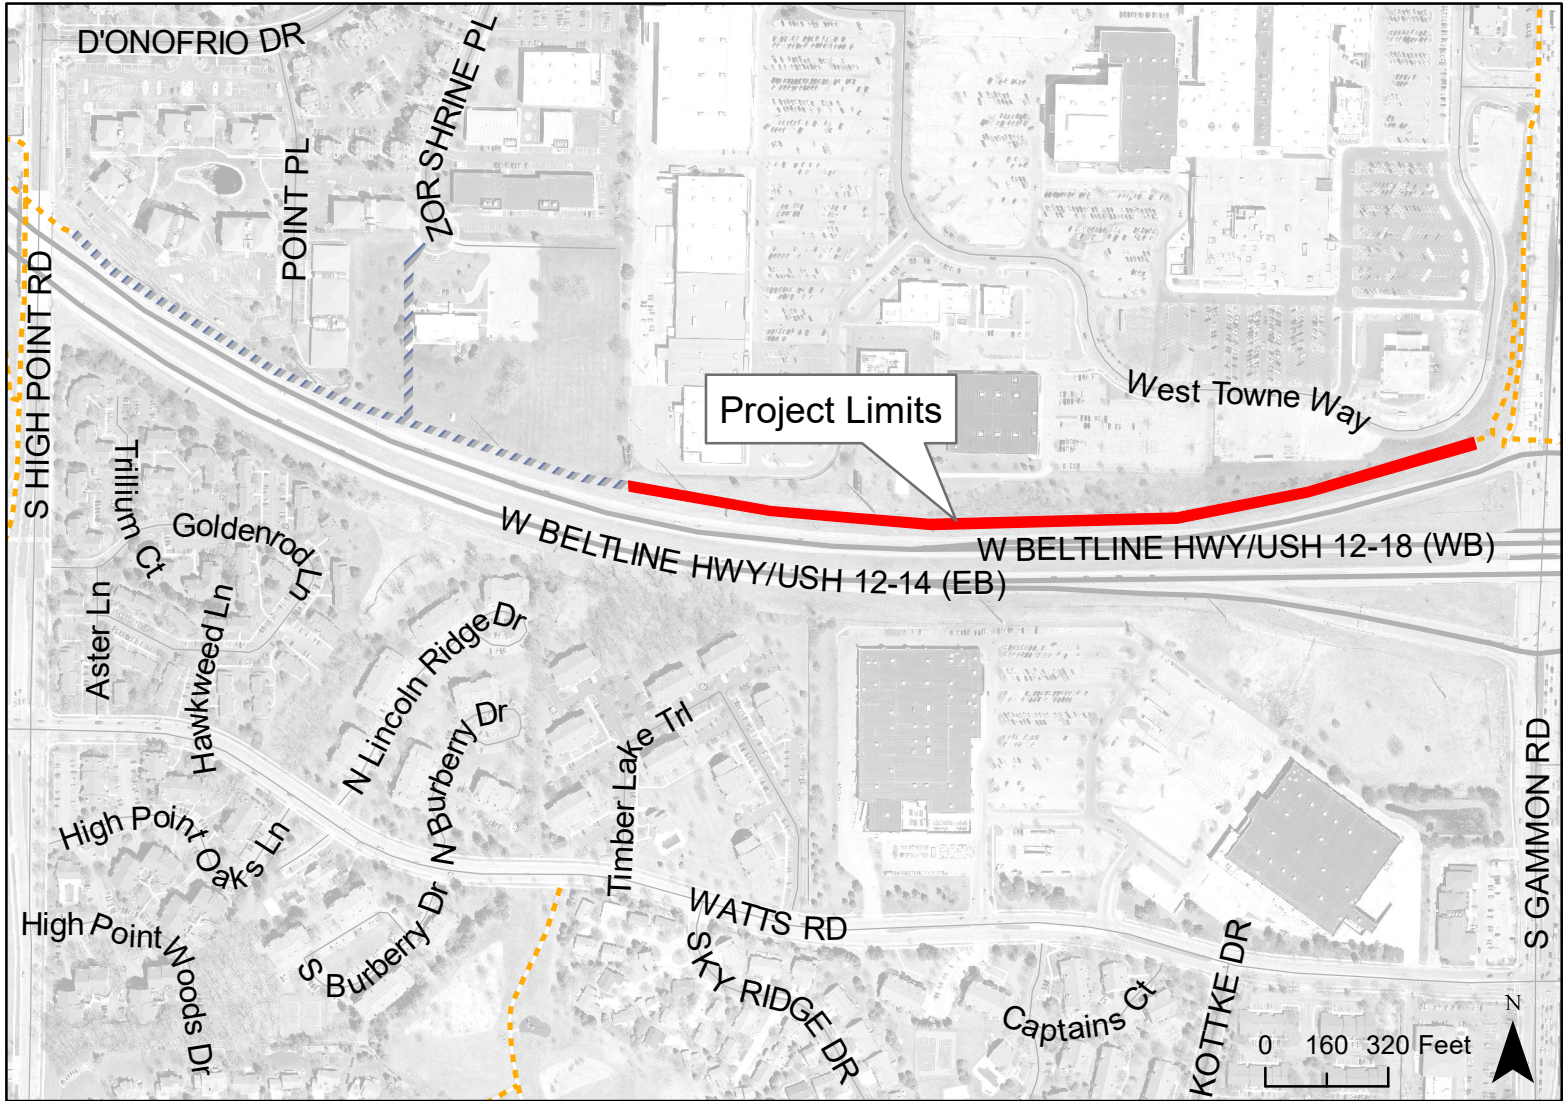 D'ONOFRIO DR
ZOR SHRINE PL
POINT PL
S HIGH POINT RD
Project Limits
West Towne Way
Trillium Ct
Goldenrod Ln
W BELTLINE HWY/USH 12-14 (EB)
W BELTLINE HWY/USH 12-18 (WB)
Aster Ln
Hawkweed Ln
N Lincoln Ridge Dr
N Burberry Dr
Timber Lake Trl
High Point Oaks Ln
S GAMMON RD
High Point Woods Dr
S Burberry Dr
WATTS RD
SKY RIDGE DR
Captains Ct
KOTTKE DR
N
0 160 320 Feet